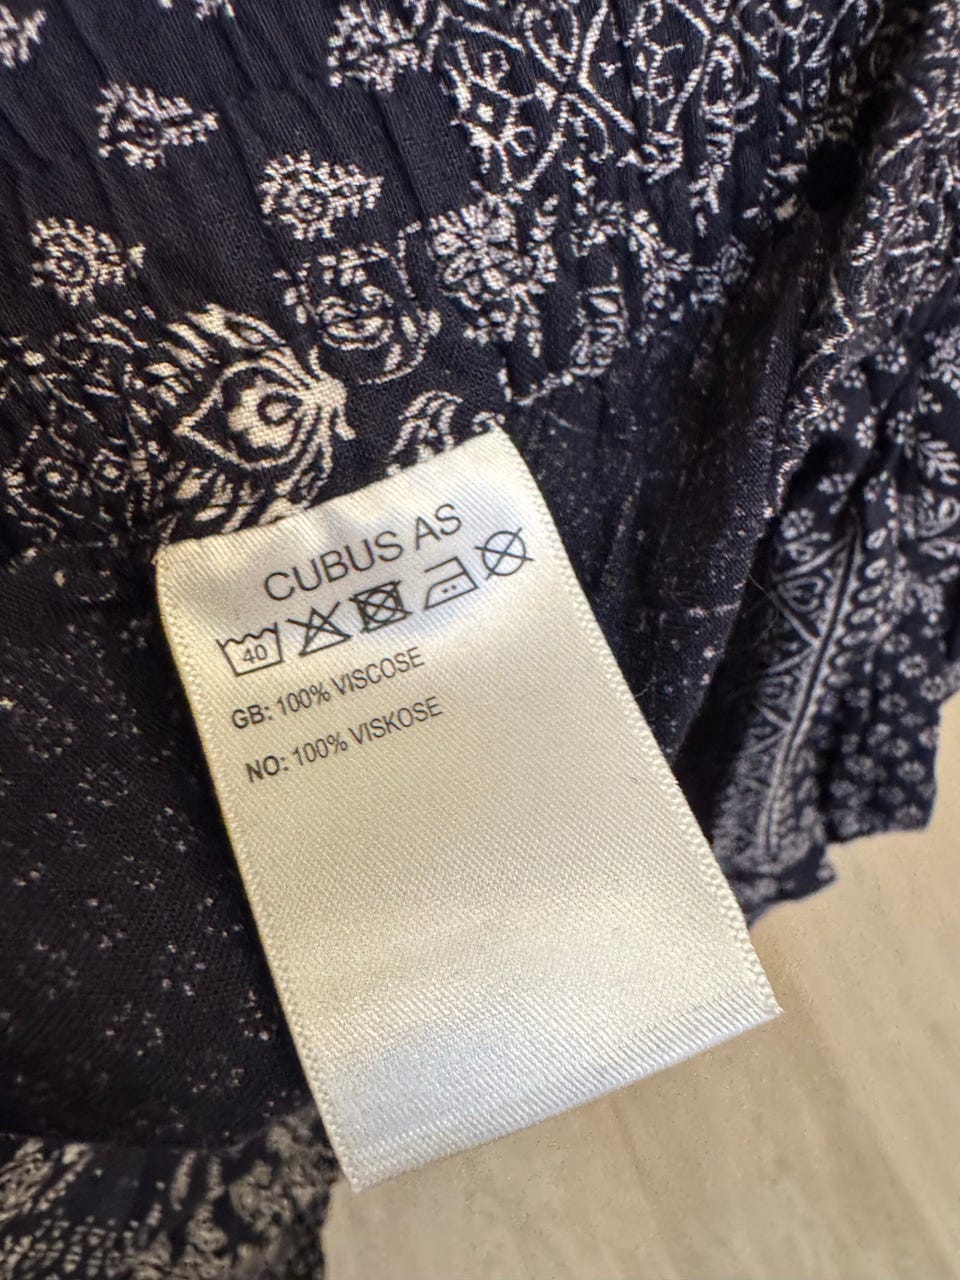 CUBUS AS
40
GB: 100% VISCOSE
NO: 100% VISKOSE